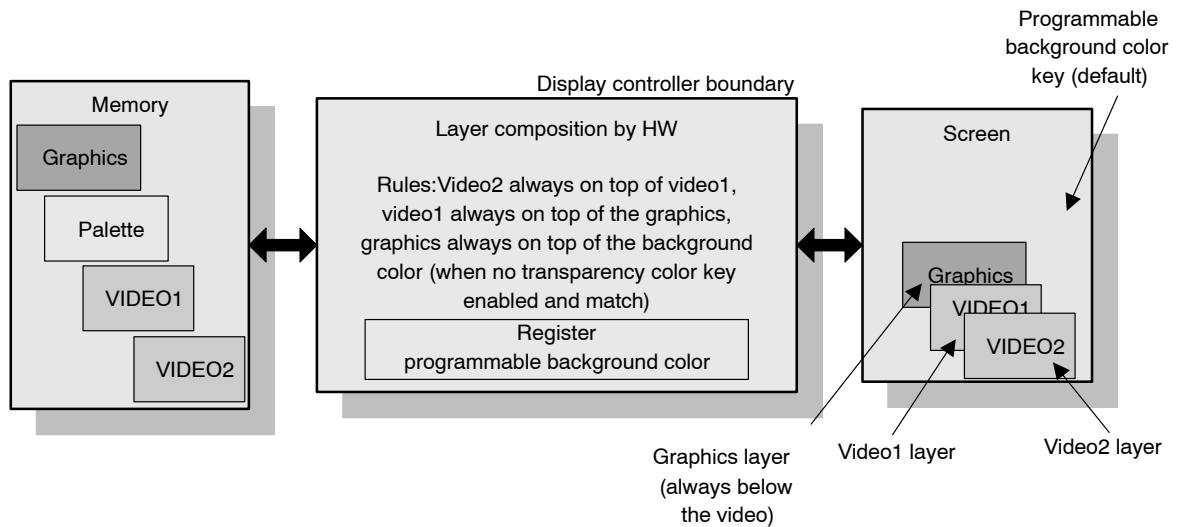 Programmable
background color
key (default)
Display controller boundary
Memory
Graphics
Palette
VIDEO1
VIDEO2
Layer composition by HW
Rules:Video2 always on top of video1,
video1 always on top of the graphics,
graphics always on top of the background
color (when no transparency color key
enabled and match)
Register
programmable background color
Screen
Graphics
VIDEO1
VIDEO2
Graphics layer
(always below
the video)
Video1 layer
Video2 layer